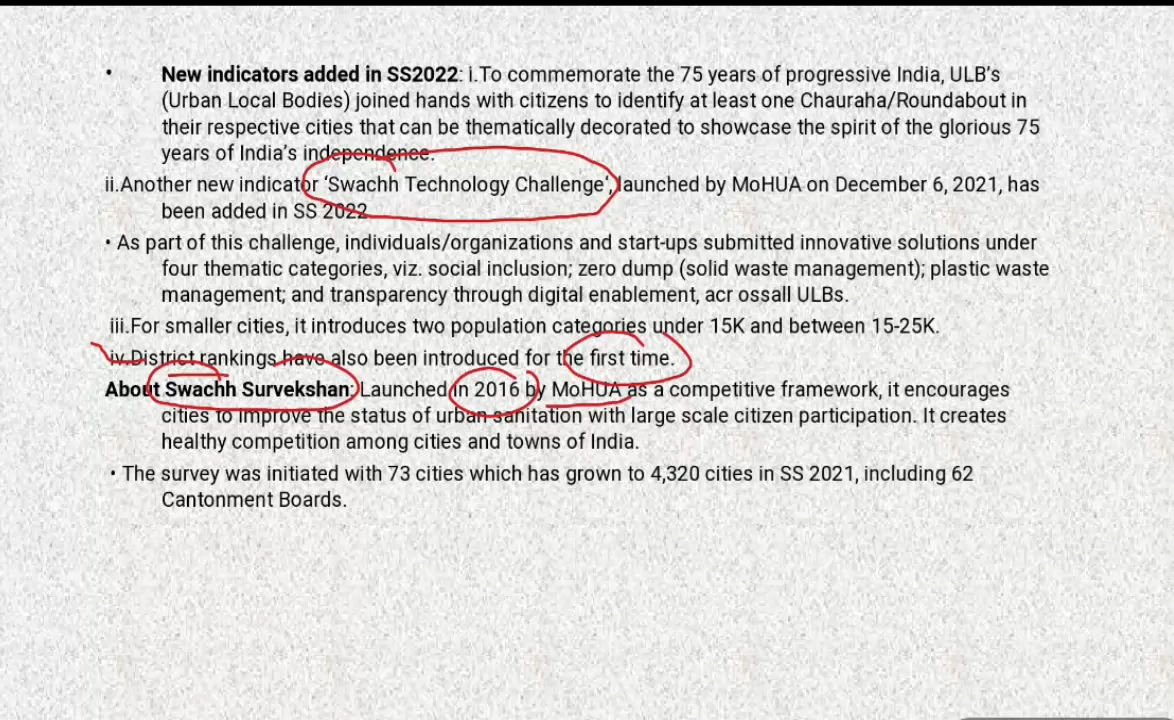 • New indicators added in SS2022: i.To commemorate the 75 years of progressive India, ULB’s
(Urban Local Bodies) joined hands with citizens to identify at least one Chauraha/Roundabout in
their respective cities that can be thematically decorated to showcase the spirit of the glorious 75
years of India’s independence.
ii.Another new indicator ‘Swachh Technology Challenge’, launched by MoHUA on December 6, 2021, has
been added in SS 2022
• As part of this challenge, individuals/organizations and start-ups submitted innovative solutions under
four thematic categories, viz. social inclusion; zero dump (solid waste management); plastic waste
management; and transparency through digital enablement, acr ossall ULBs.
iii.For smaller cities, it introduces two population categories under 15K and between 15-25K.
iv.District rankings have also been introduced for the first time.
About Swachh Survekshan: Launched in 2016 by MoHUA as a competitive framework, it encourages
cities to improve the status of urban sanitation with large scale citizen participation. It creates
healthy competition among cities and towns of India.
• The survey was initiated with 73 cities which has grown to 4,320 cities in SS 2021, including 62
Cantonment Boards.